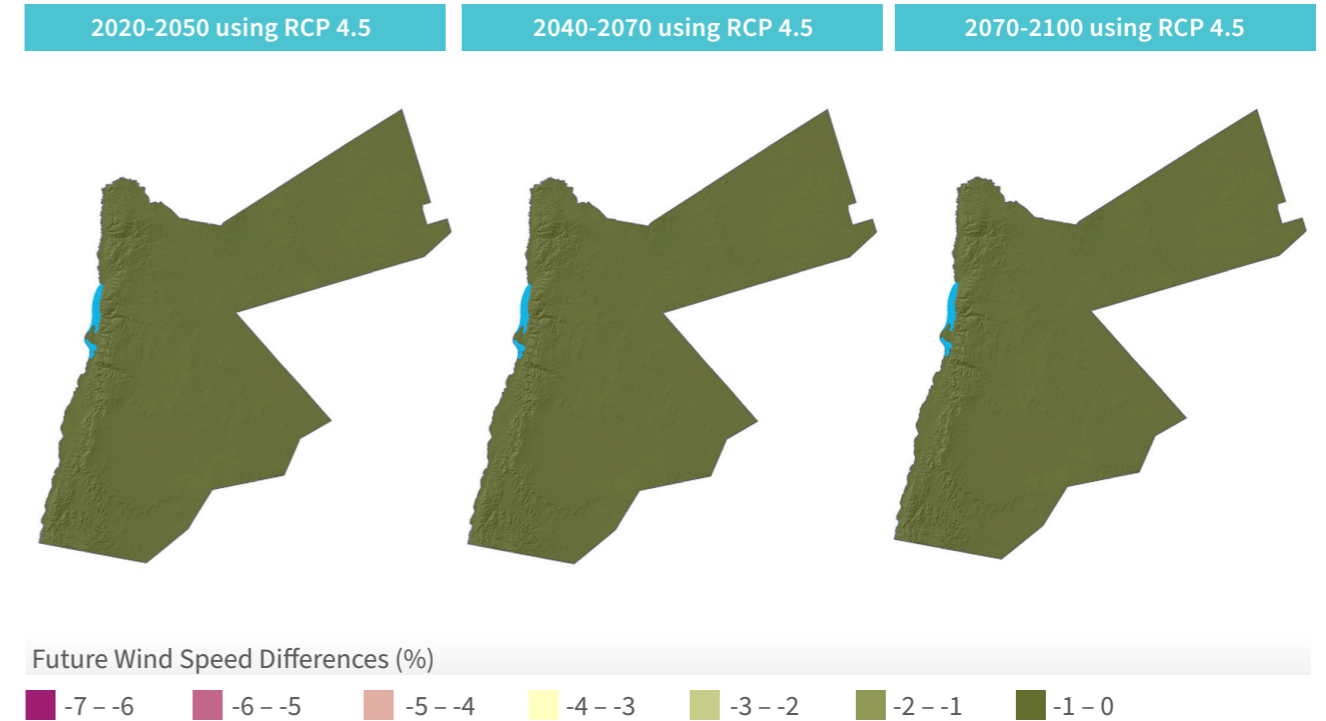 2020-2050 using RCP 4.5
2040-2070 using RCP 4.5
2070-2100 using RCP 4.5
Future Wind Speed Differences (%)
-7 – -6
-6 – -5
-5 – -4
-4 – -3
-3 – -2
-2 – -1
-1 – 0